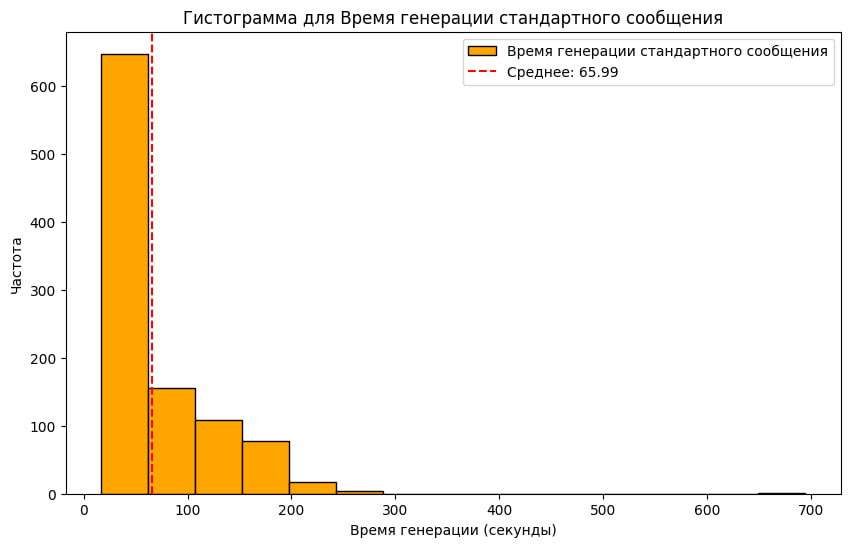 Гистограмма для Время генерации стандартного сообщения
Время генерации стандартного сообщения
Среднее: 65.99
Частота
600
500
400
300
200
100
0
0 100 200 300 400 500 600 700
Время генерации (секунды)